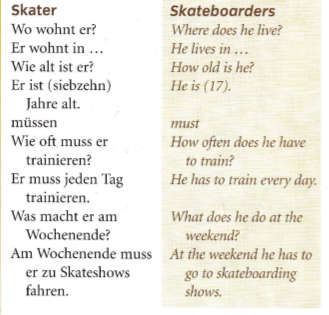 Skater
Wo wohnt er?
Er wohnt in …
Wie alt ist er?
Er ist (siebzehn)
Jahre alt.
müssen
Wie oft muss er
trainieren?
Er muss jeden Tag
trainieren.
Was macht er am
Wochenende?
Am Wochenende muss
er zu Skateshows
fahren.
Skateboarders
Where does he live?
He lives in …
How old is he?
He is (17).
must
How often does he have
to train?
He has to train every day.
What does he do at the
weekend?
At the weekend he has to
go to skateboarding
shows.